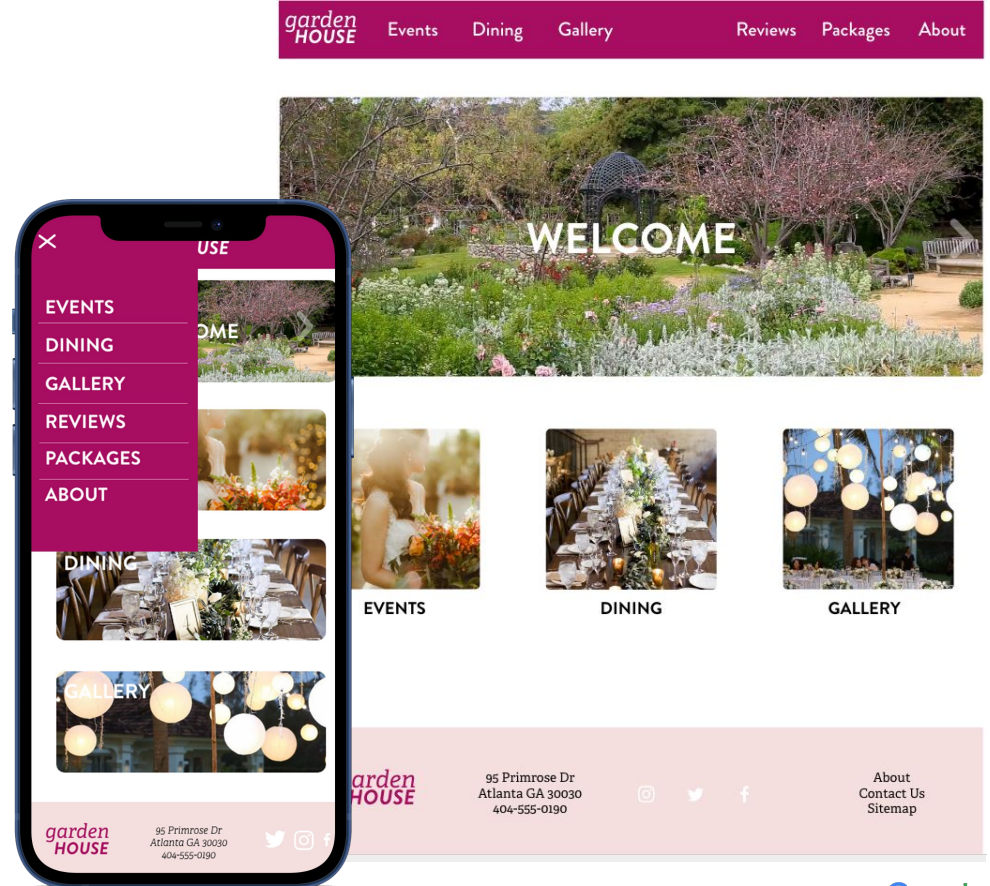 garden
HOUSE
Events Dining Gallery Reviews Packages About
WELCOME
EVENTS
DINING
GALLERY
arden
HOUSE
95 Primrose Dr
Atlanta GA 30030
404-555-0190
About
Contact Us
Sitemap
USE
EVENTS
DINING
GALLERY
REVIEWS
PACKAGES
ABOUT
OME
DINING
GALLERY
garden
HOUSE
95 Primrose Dr
Atlanta GA 30030
404-555-0190